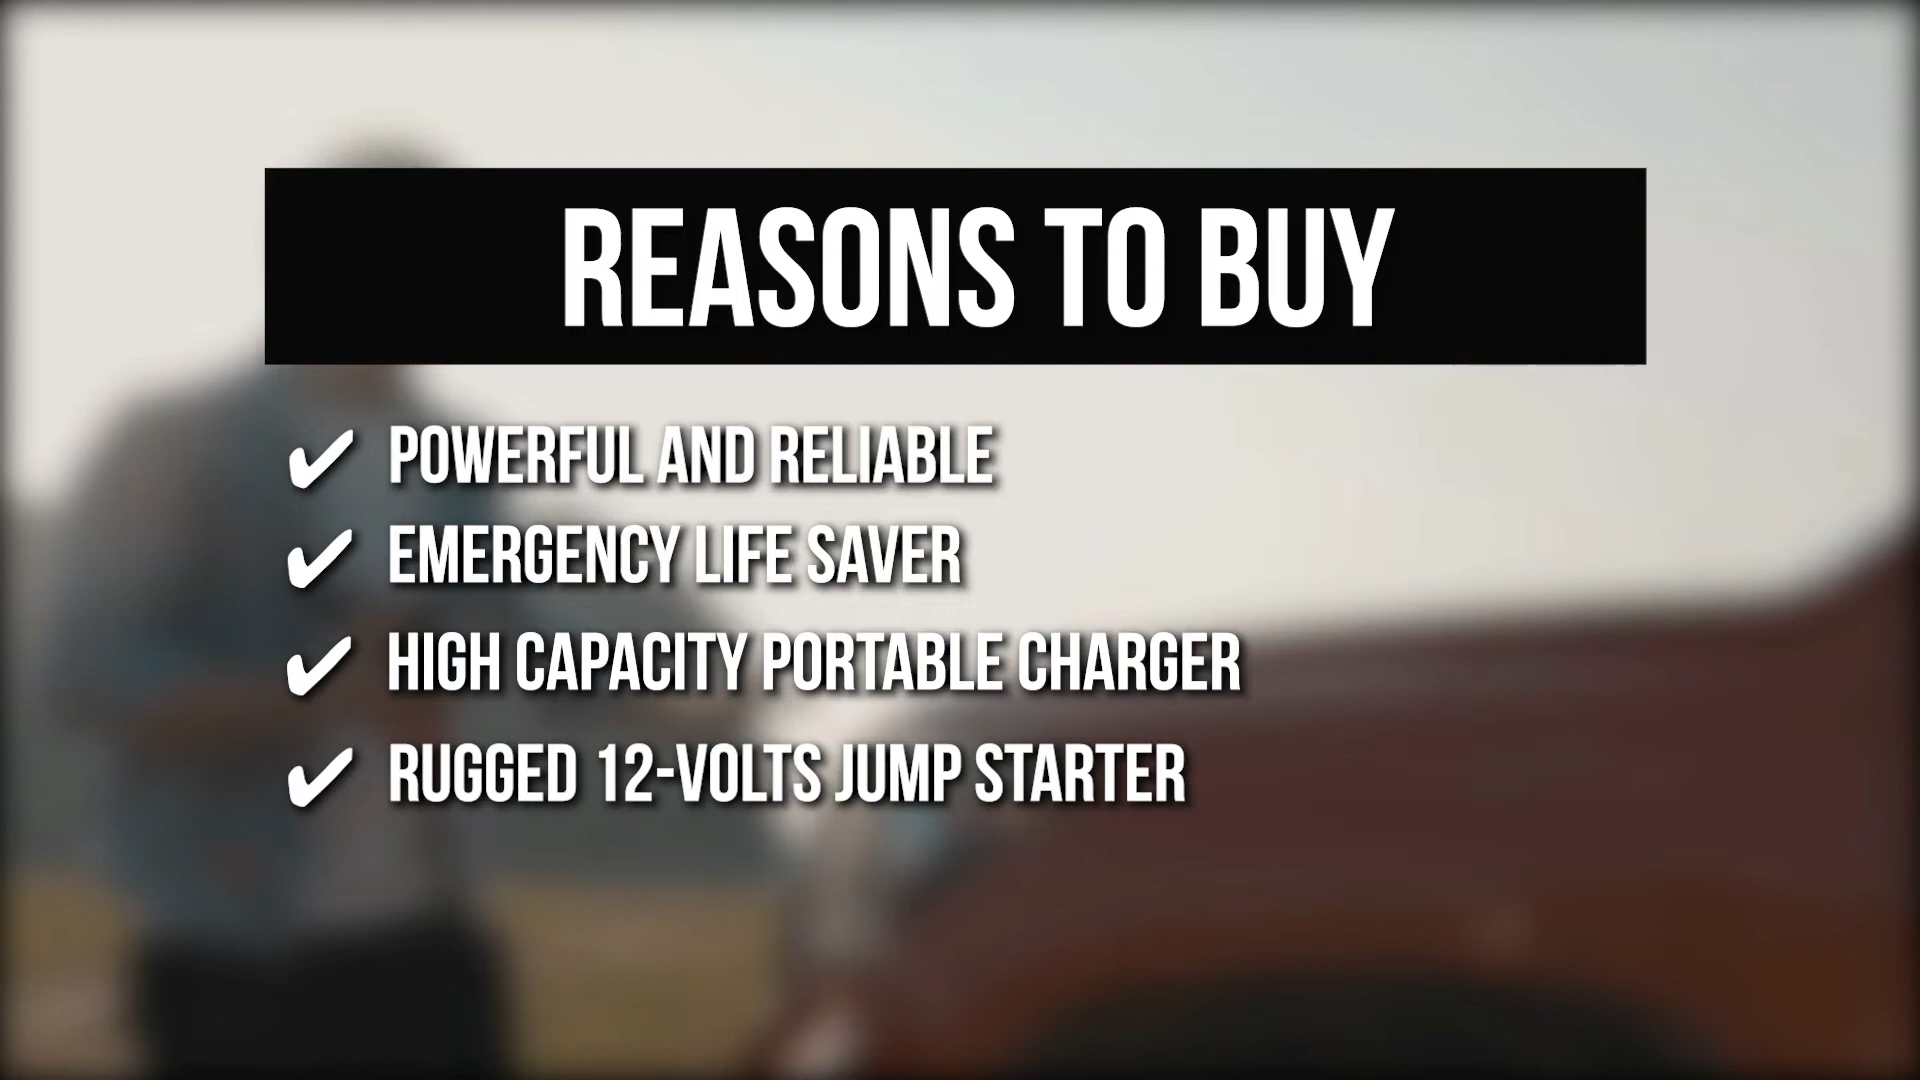 REASONS TO BUY
✔ POWERFUL AND RELIABLE
✔ EMERGENCY LIFE SAVER
✔ HIGH CAPACITY PORTABLE CHARGER
✔ RUGGED 12-VOLTS JUMP STARTER